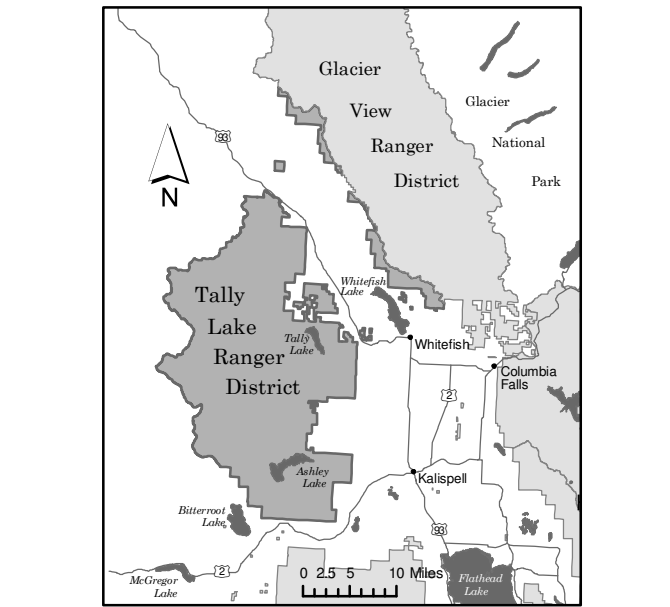 Glacier
View
Ranger
District
Glacier
National
Park
93
N
Tally
Lake
Ranger
District
Whitefish
Lake
Tally
Lake
Whitefish
Columbia
Falls
2
Ashley
Lake
Kalispell
Bitterroot
Lake
93
McGregor
Lake
2
0 2.5 5 10 Miles
Flathead
Lake